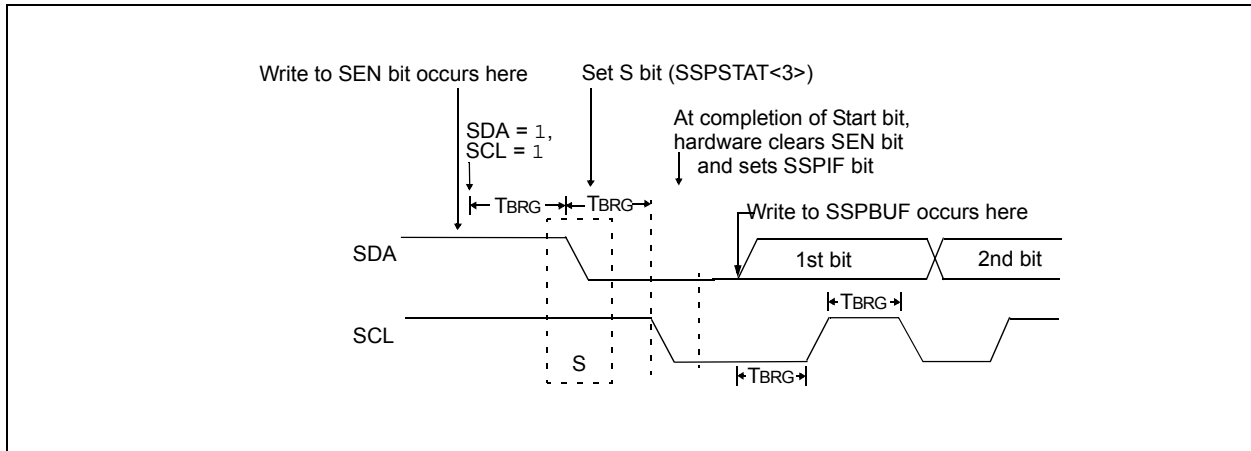 Write to SEN bit occurs here
Set S bit (SSPSTAT<3>)
SDA = 1,
SCL = 1
At completion of Start bit,
hardware clears SEN bit
and sets SSPIF bit
TBRG
TBRG
Write to SSPBUF occurs here
SDA
1st bit
2nd bit
TBRG
SCL
S
TBRG